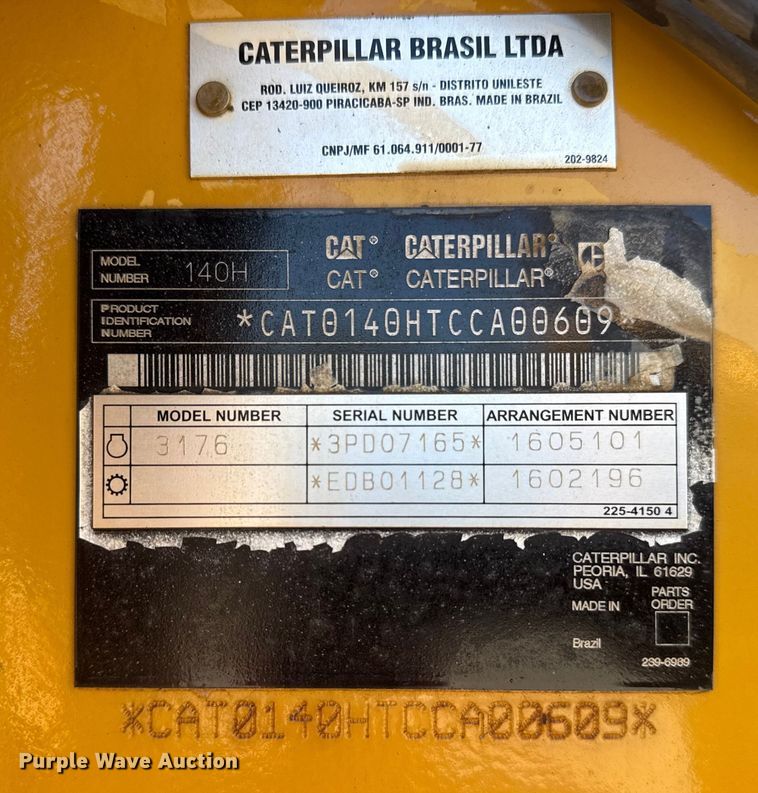 CATERPILLAR BRASIL LTDA
ROD. LUIZ QUEIROZ, KM 157 s/n - DISTRITO UNILESTE
CEP 13420-900 PIRACICABA-SP IND. BRAS. MADE IN BRAZIL
CNPJ/MF 61.064.911/0001-77
202-9824
CAT® CATERPILLAR®
MODEL NUMBER 140H
CAT® CATERPILLAR®
PRODUCT IDENTIFICATION NUMBER *CAT0140HTCCA00609*
MODEL NUMBER SERIAL NUMBER ARRANGEMENT NUMBER
3176 *3PD07165* 1605101
*EDB01128* 1602196
225-4150 4
CATERPILLAR INC.
PEORIA, IL 61629
USA
PARTS
MADE IN ORDER
Brazil
239-6989
*CAT0140HTCCA00609*
Purple Wave Auction